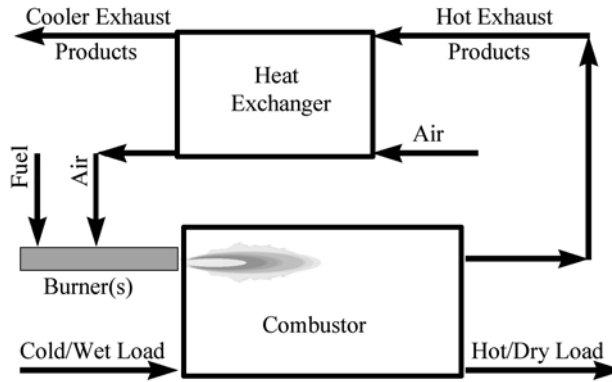 Cooler Exhaust
Products
Hot Exhaust
Products
Heat
Exchanger
Air
Fuel
Air
Burner(s)
Combustor
Cold/Wet Load
Hot/Dry Load